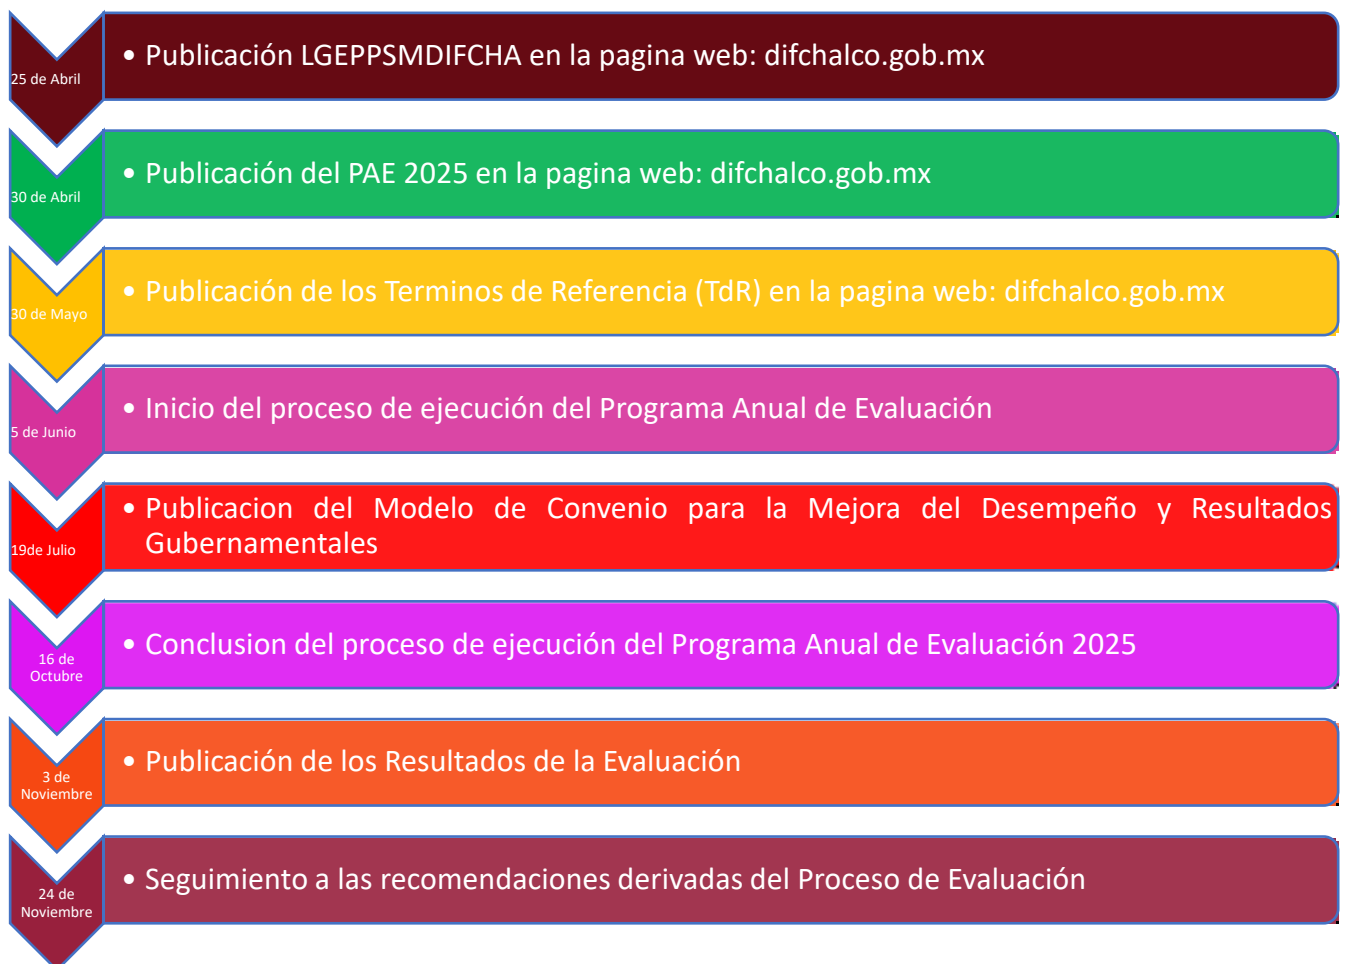 25 de Abril
• Publicación LGEPPSMDIFCHA en la pagina web: difchalco.gob.mx
30 de Abril
• Publicación del PAE 2025 en la pagina web: difchalco.gob.mx
30 de Mayo
• Publicación de los Terminos de Referencia (TdR) en la pagina web: difchalco.gob.mx
5 de Junio
• Inicio del proceso de ejecución del Programa Anual de Evaluación
19de Julio
• Publicacion del Modelo de Convenio para la Mejora del Desempeño y Resultados
Gubernamentales
16 de
Octubre
• Conclusion del proceso de ejecución del Programa Anual de Evaluación 2025
3 de
Noviembre
• Publicación de los Resultados de la Evaluación
24 de
Noviembre
• Seguimiento a las recomendaciones derivadas del Proceso de Evaluación